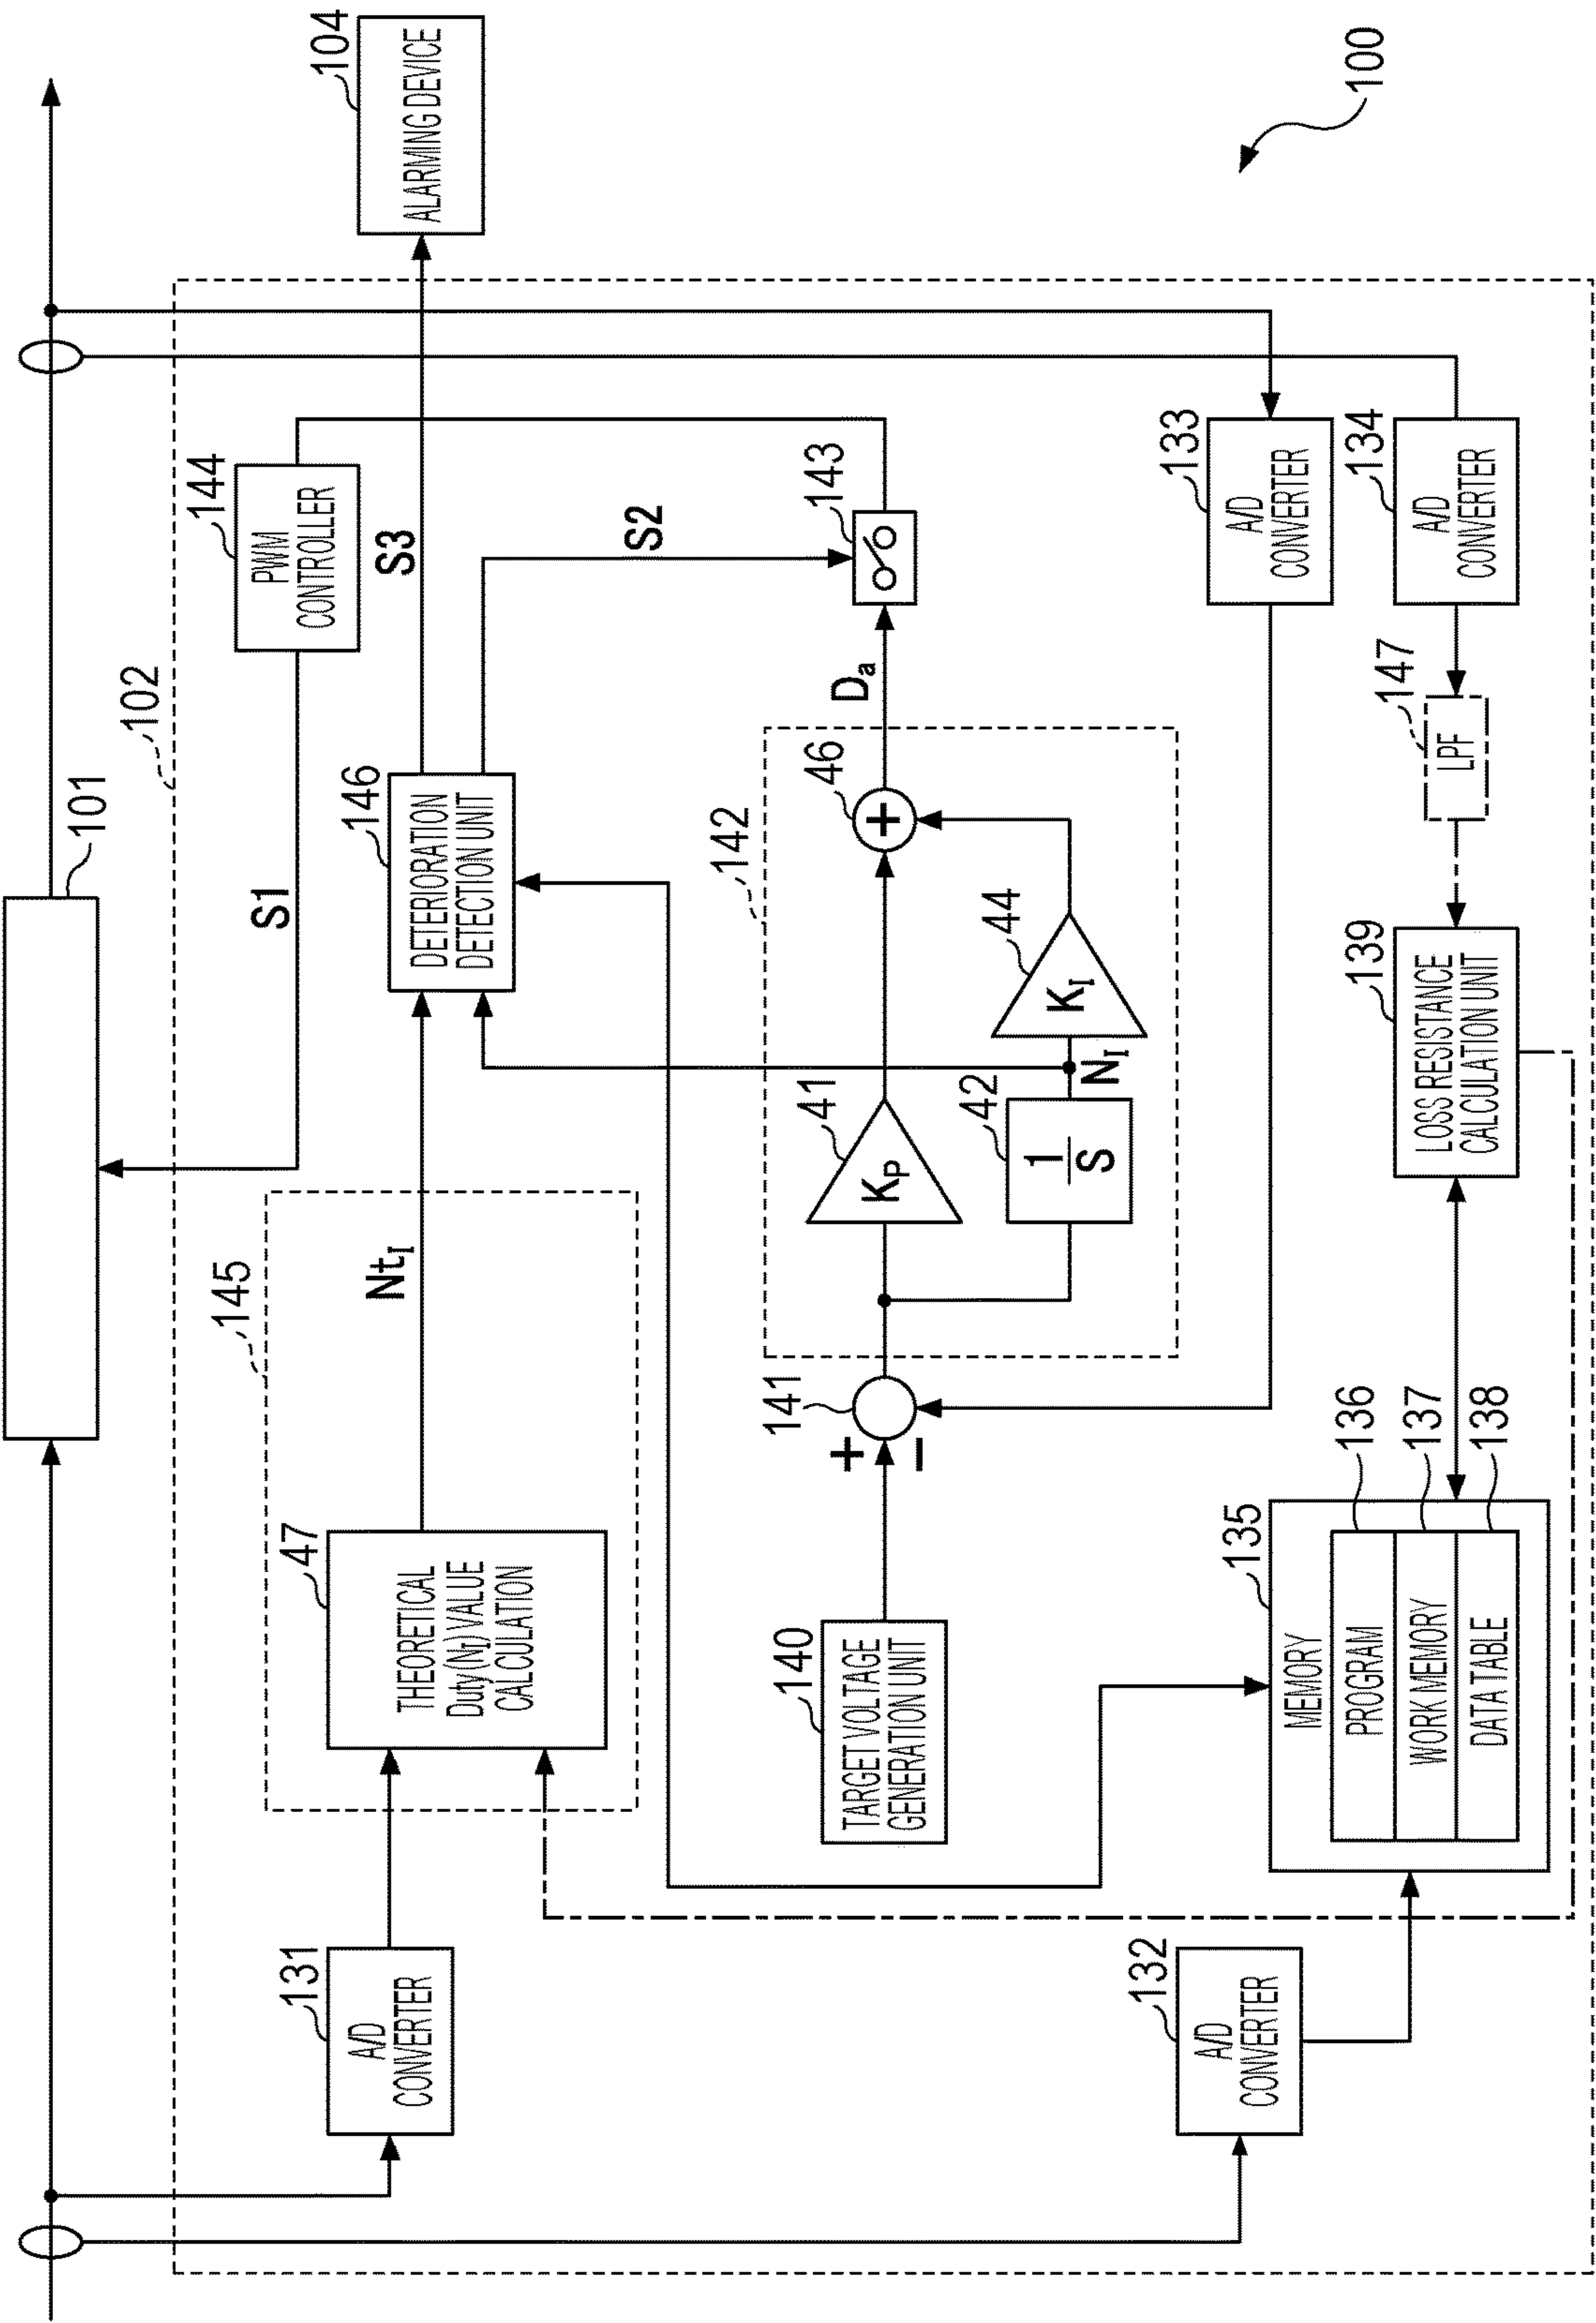 101
102
104
ALARMING DEVICE
100
S1
144
PWM
CONTROLLER
S3
145
47
THEORETICAL
Duty(NI) VALUE
CALCULATION
NtI
146
DETERIORATION
DETECTION UNIT
S2
131
A/D
CONVERTER
140
TARGET VOLTAGE
GENERATION UNIT
+
−
141
142
41
KP
42
1
S
NI
44
KI
46
+
Da
143
133
A/D
CONVERTER
132
A/D
CONVERTER
135
MEMORY
PROGRAM
136
WORK MEMORY
137
DATA TABLE
138
139
LOSS RESISTANCE
CALCULATION UNIT
147
LPF
134
A/D
CONVERTER